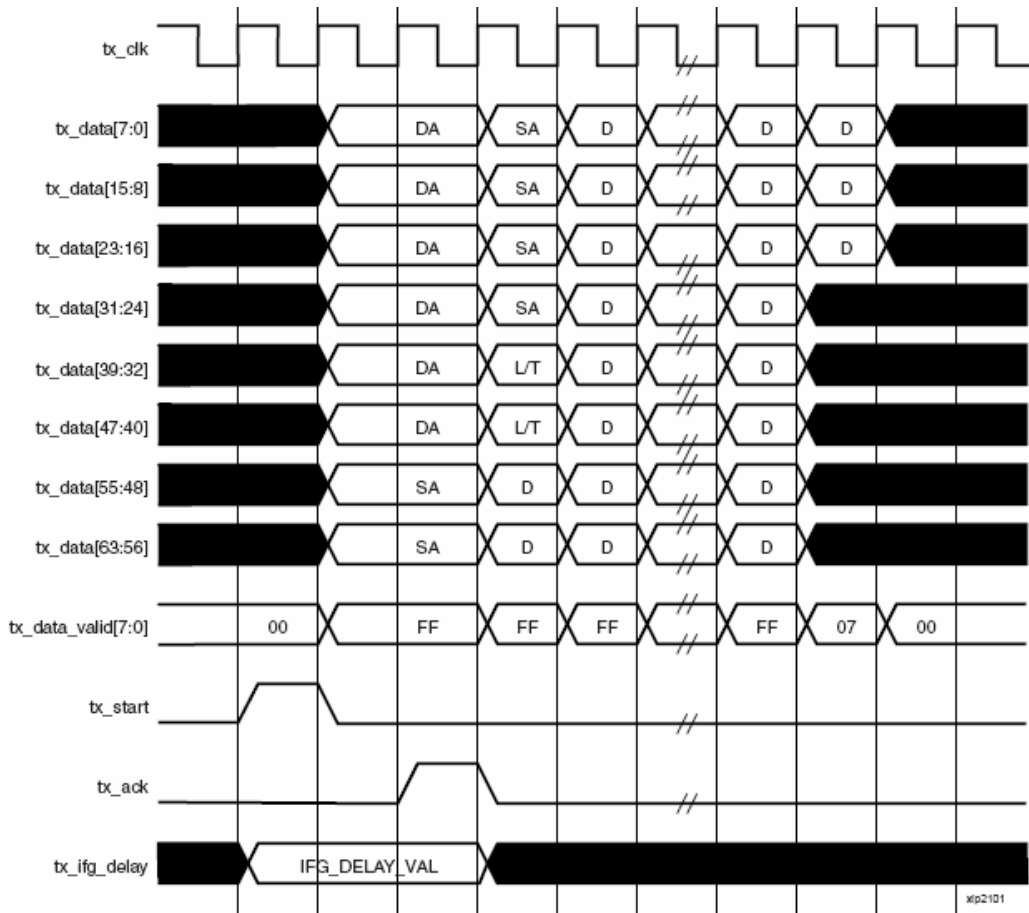 tx_clk
tx_data[7:0] DA SA D D D
tx_data[15:8] DA SA D D D
tx_data[23:16] DA SA D D D
tx_data[31:24] DA SA D D
tx_data[39:32] DA L/T D D
tx_data[47:40] DA L/T D D
tx_data[55:48] SA D D D
tx_data[63:56] SA D D D
tx_data_valid[7:0] 00 FF FF FF FF 07 00
tx_start
tx_ack
tx_ifg_delay IFG_DELAY_VAL
xip2101